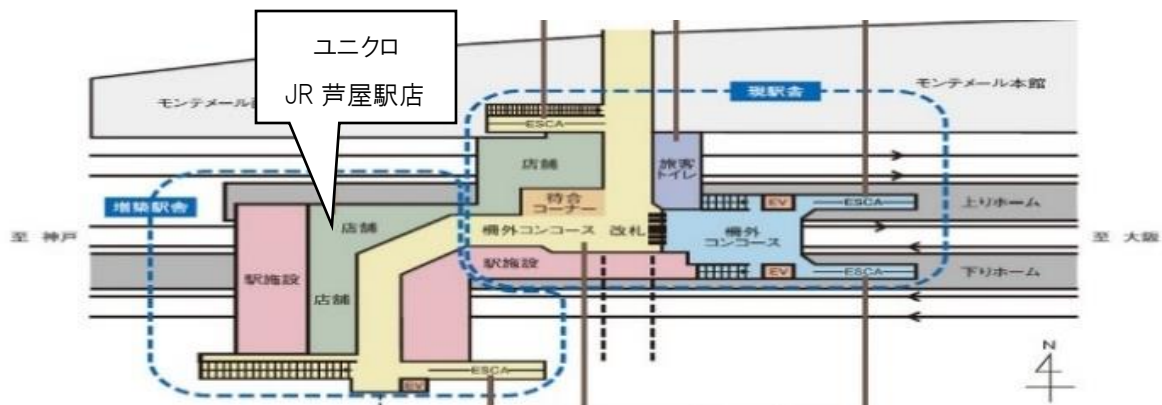 ユニクロ
JR 芦屋駅店
モンテメール
現駅舎
モンテメール本館
ESCA
店舗
旅客
トイレ
待合
コーナー
EV
ESCA
上りホーム
増築駅舎
至 神戸
店舗
柵外コンコース
改札
柵外
コンコース
至 大阪
駅施設
駅施設
EV
ESCA
下りホーム
店舗
ESCA
EV
N